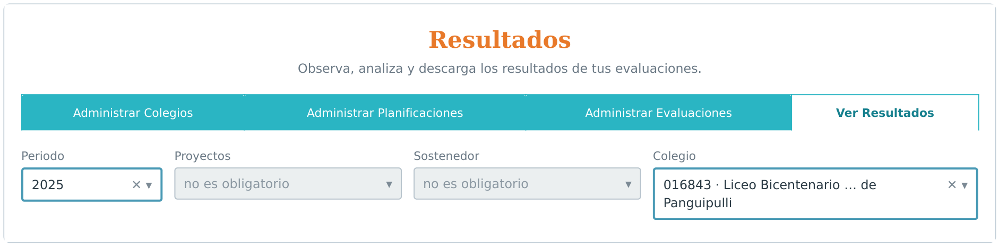 Resultados
Observa, analiza y descarga los resultados de tus evaluaciones.
Administrar Colegios
Administrar Planificaciones
Administrar Evaluaciones
Ver Resultados
Periodo
Proyectos
Sostenedor
Colegio
2025 ✕ ▾
no es obligatorio ▾
no es obligatorio ▾
016843 · Liceo Bicentenario ... de ✕ ▾
Panguipulli